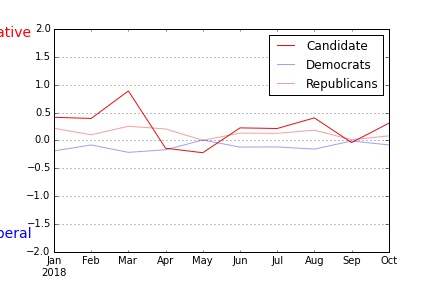 ative
2.0
1.5
1.0
0.5
0.0
−0.5
−1.0
−1.5
−2.0
beral
Candidate
Democrats
Republicans
Jan Feb Mar Apr May Jun Jul Aug Sep Oct
2018